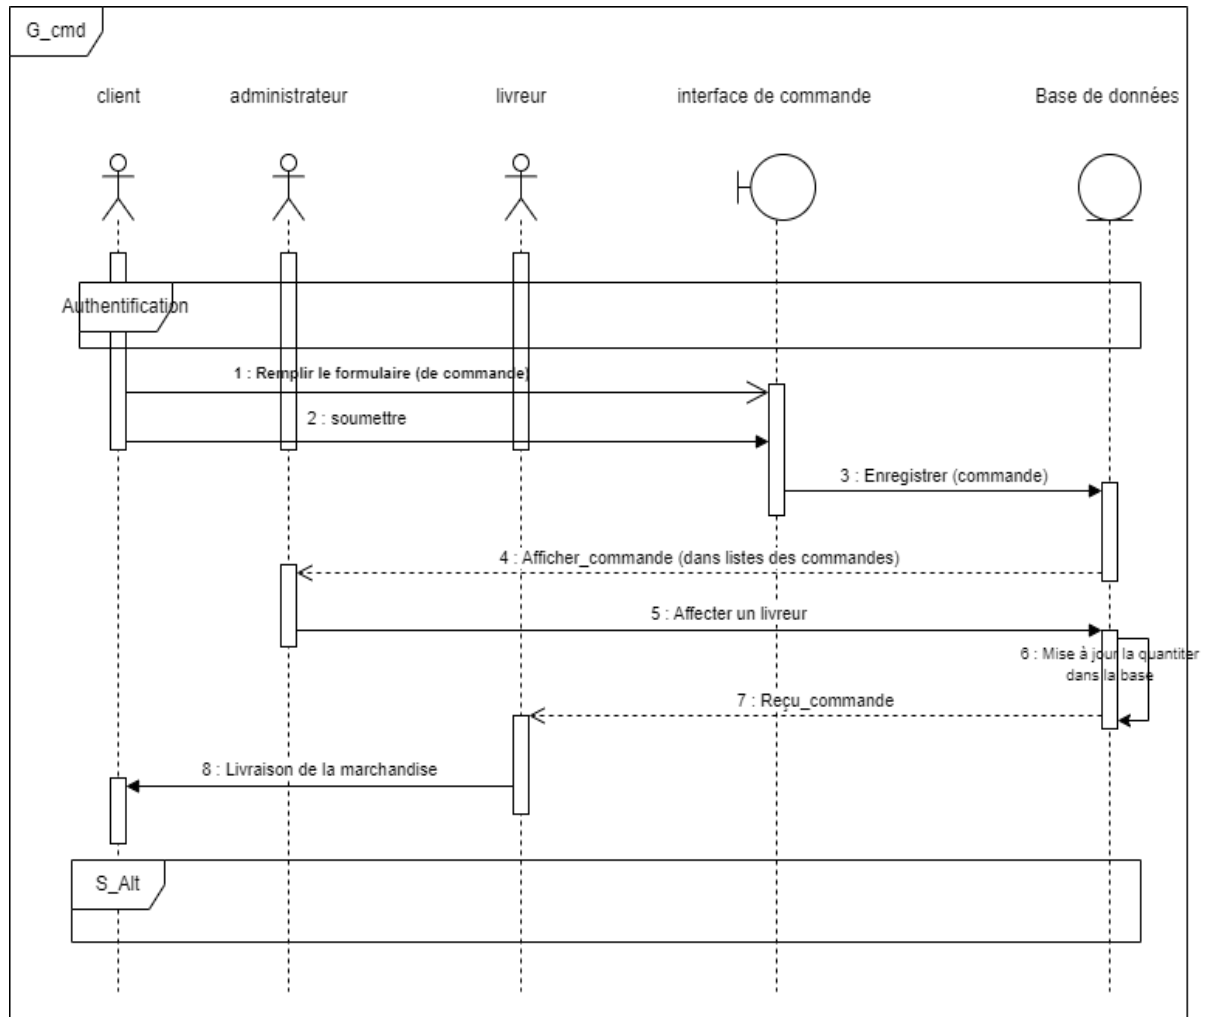 G_cmd
client
administrateur
livreur
interface de commande
Base de données
Authentification
1 : Remplir le formulaire (de commande)
2 : soumettre
3 : Enregistrer (commande)
4 : Afficher_commande (dans listes des commandes)
5 : Affecter un livreur
6 : Mise à jour la quantiter
dans la base
7 : Reçu_commande
8 : Livraison de la marchandise
S_Alt